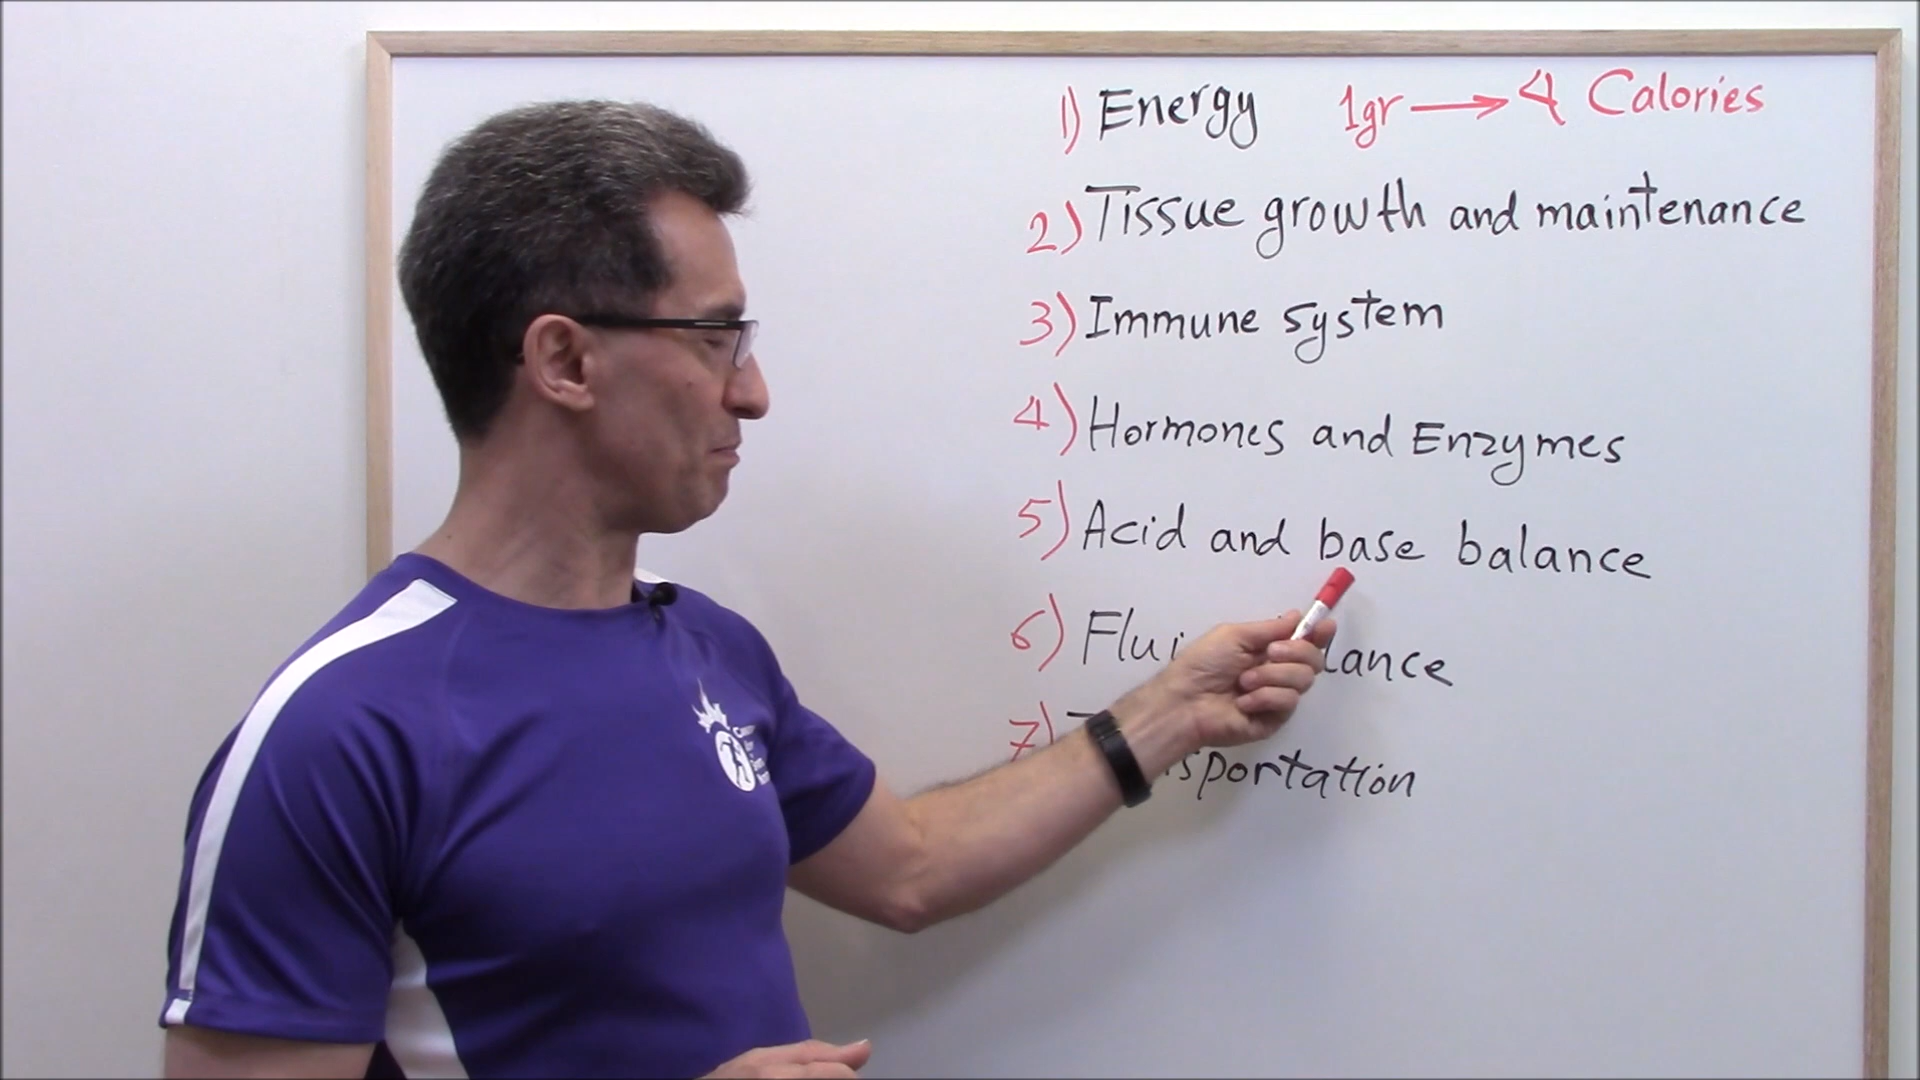 1) Energy 1gr → 4 Calories
2) Tissue growth and maintenance
3) Immune system
4) Hormones and Enzymes
5) Acid and base balance
6)
7)